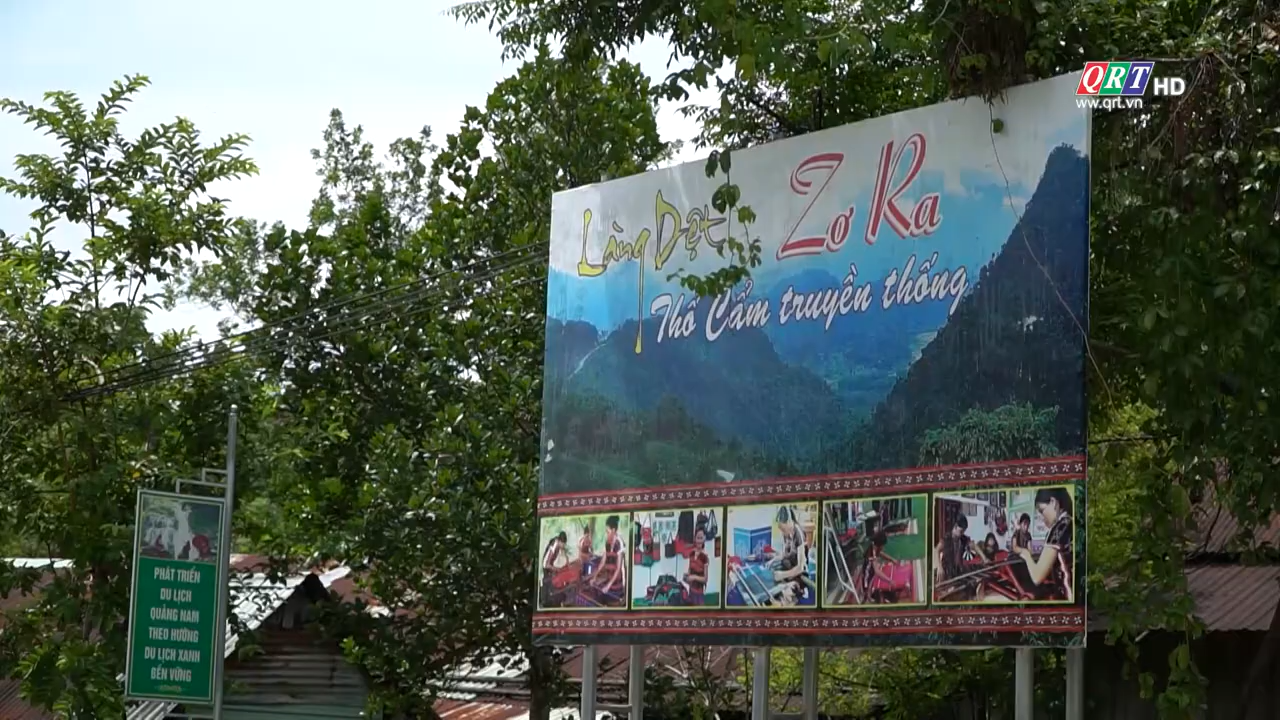 QRT HD
www.qrt.vn
Làng Dệt Zơ Ra
Thổ Cẩm truyền thống
PHÁT TRIỂN
DU LỊCH
QUẢNG NAM
THEO HƯỚNG
DU LỊCH XANH
BỀN VỮNG